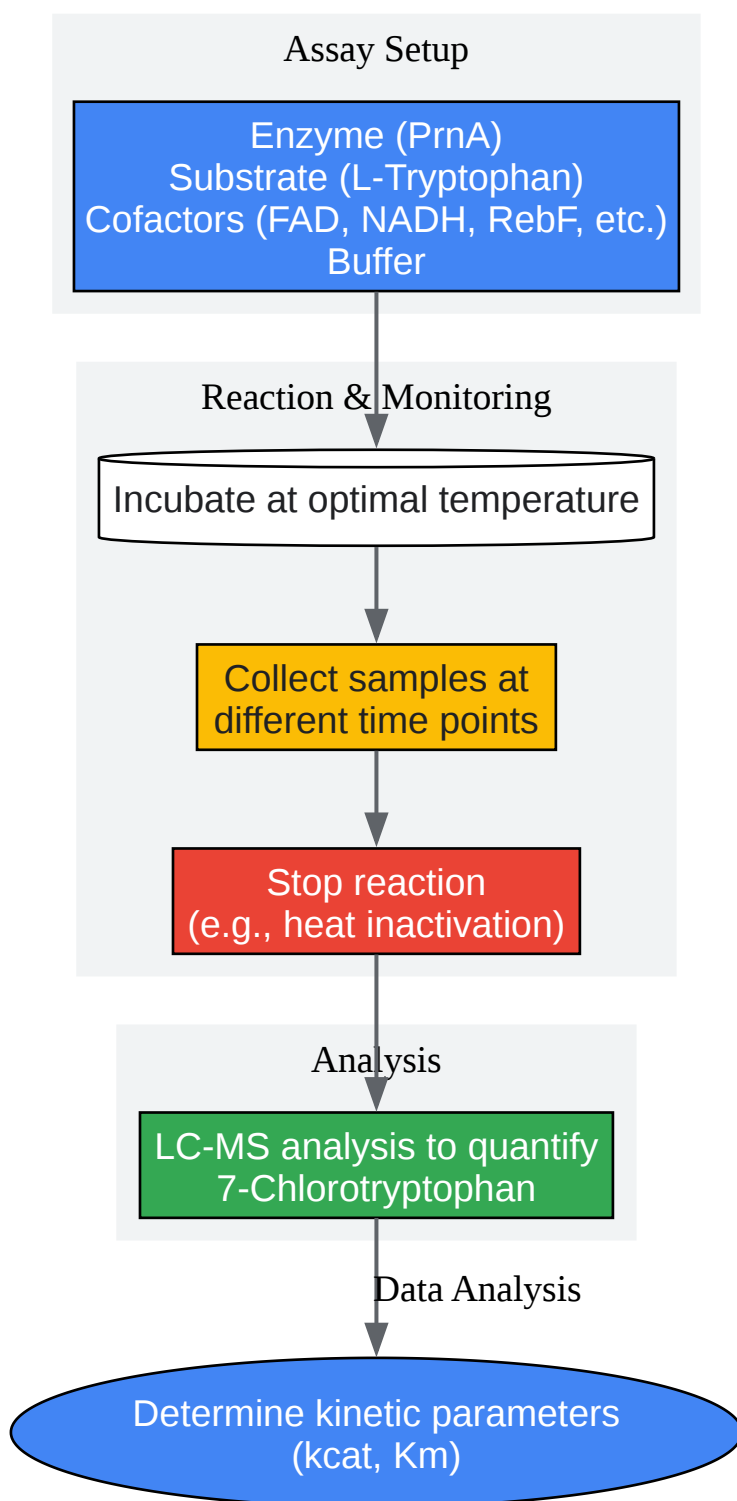 Assay Setup
Enzyme (PrnA)
Substrate (L-Tryptophan)
Cofactors (FAD, NADH, RebF, etc.)
Buffer
Reaction & Monitoring
Incubate at optimal temperature
Collect samples at
different time points
Stop reaction
(e.g., heat inactivation)
Analysis
LC-MS analysis to quantify
7-Chlorotryptophan
Data Analysis
Determine kinetic parameters
(kcat, Km)